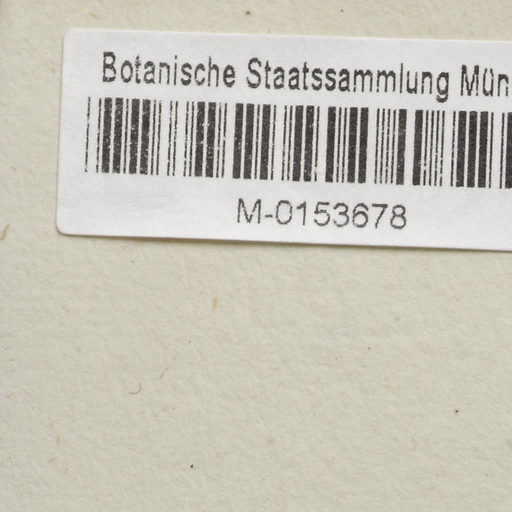 Botanische Staatssammlung Mün
M-0153678